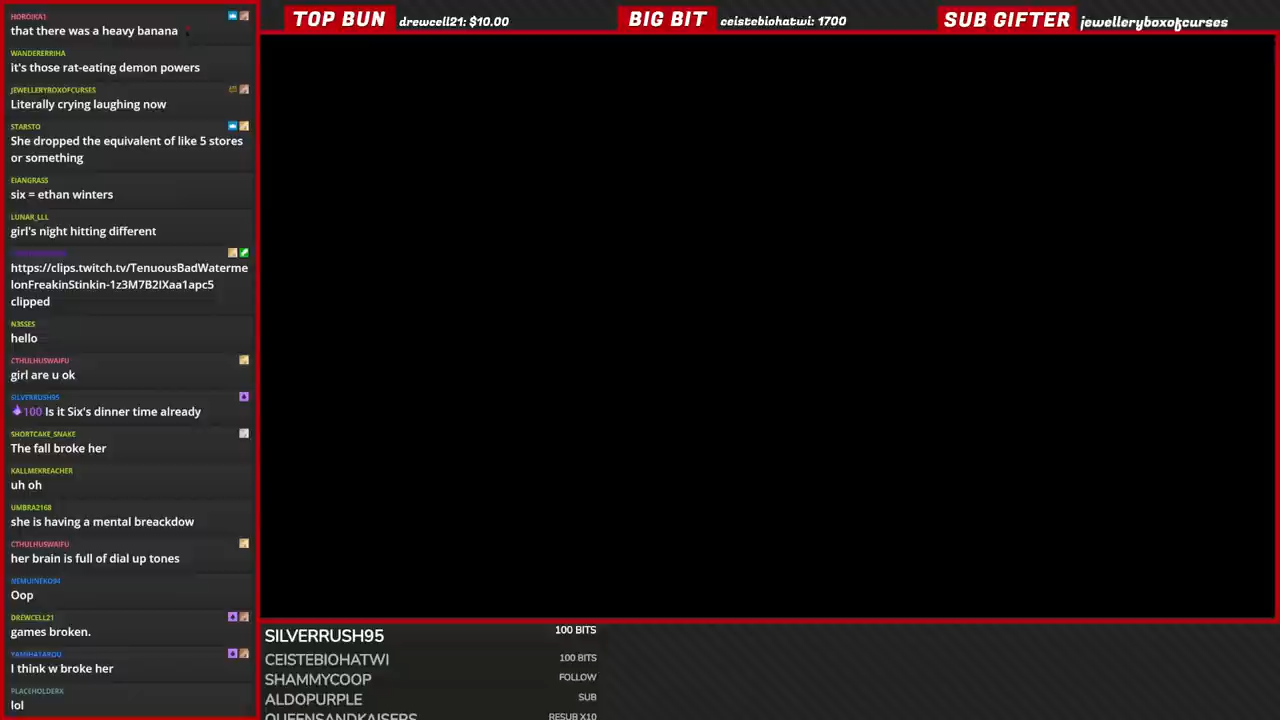 TOP BUN drewcell21: $10.00 BIG BIT ceistebiohatwi: 1700 SUB GIFTER jewelleryboxofcurses
HOROIKA1
that there was a heavy banana
WANDERERRIHA
it's those rat-eating demon powers
JEWELLERYBOXOFCURSES
Literally crying laughing now
STARSTO
She dropped the equivalent of like 5 stores
or something
EIANGRASS
six = ethan winters
LUNAR_LLL
girl's night hitting different
https://clips.twitch.tv/TenuousBadWaterme
lonFreakinStinkin-1z3M7B2IXaa1apc5
clipped
N3SSES
hello
CTHULHUSWAIFU
girl are u ok
SILVERRUSH95
100 Is it Six's dinner time already
SHORTCAKE_SNAKE
The fall broke her
KALLMEKREACHER
uh oh
UMBRA2168
she is having a mental breackdow
CTHULHUSWAIFU
her brain is full of dial up tones
NEMUINEKO94
Oop
DREWCELL21
games broken.
YAMIHATAROU
I think w broke her
PLACEHOLDERX
lol
SILVERRUSH95 100 BITS
CEISTEBIOHATWI 100 BITS
SHAMMYCOOP FOLLOW
ALDOPURPLE SUB
QUEENSANDKAISERS RESUB X10